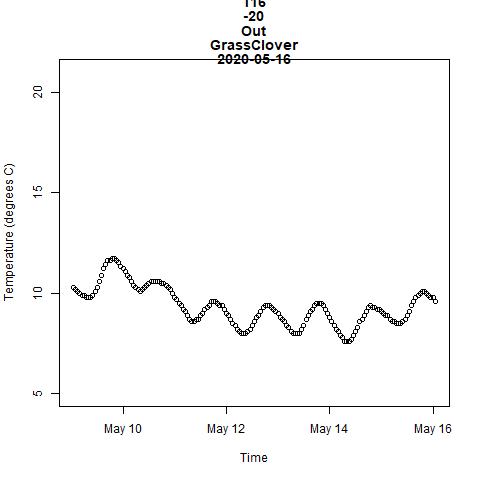 T16
-20
Out
GrassClover
2020-05-16
Temperature (degrees C)
20
15
10
5
May 10
May 12
May 14
May 16
Time